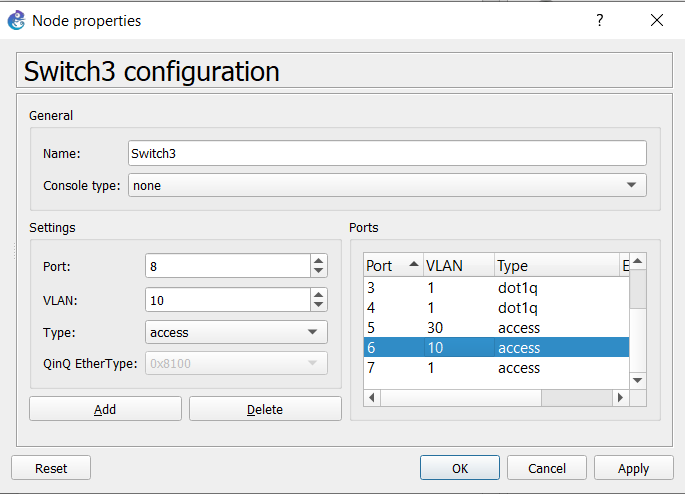 Node properties
Switch3 configuration
General
Name: Switch3
Console type: none
Settings
Port: 8
VLAN: 10
Type: access
QinQ EtherType: 0x8100
Add Delete
Ports
Port VLAN Type E
3 1 dot1q
4 1 dot1q
5 30 access
6 10 access
7 1 access
Reset OK Cancel Apply